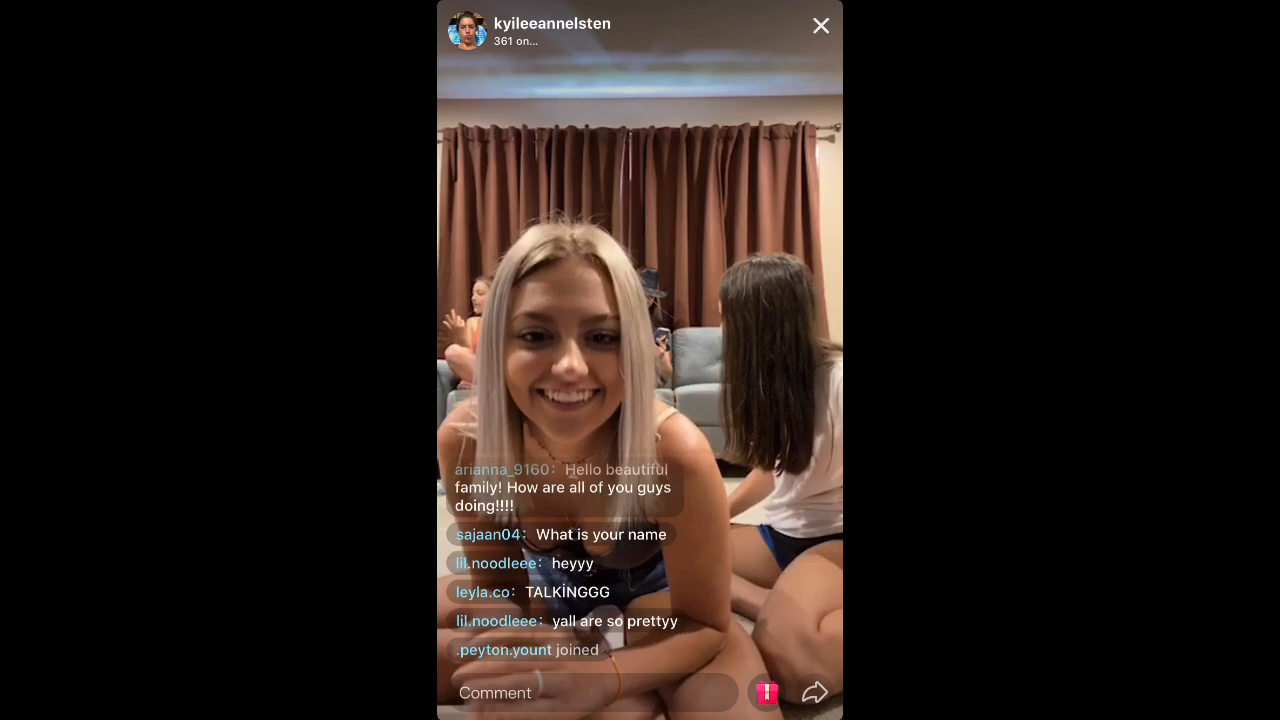 kyileeannelsten
361 on...
arianna_9160: Hello beautiful
family! How are all of you guys
doing!!!!
sajaan04: What is your name
lil.noodleee: heyyy
leyla.co: TALKİNGGG
lil.noodleee: yall are so prettyy
.peyton.yount joined
Comment